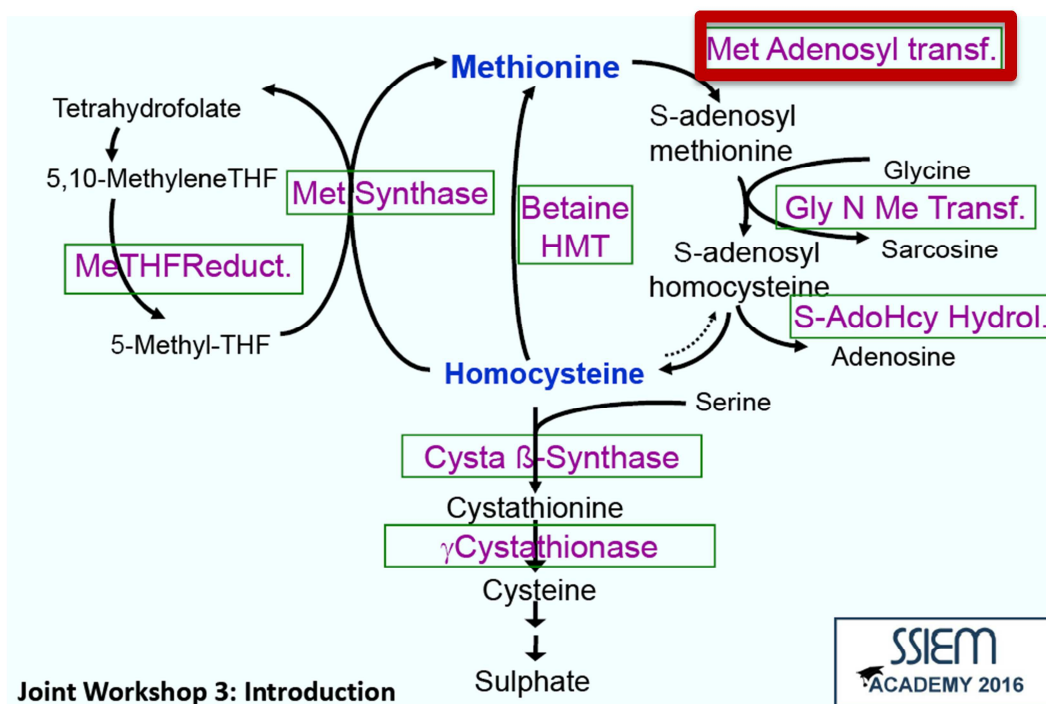 Met Adenosyl transf.
Methionine
Tetrahydrofolate
S-adenosyl
methionine
5,10-MethyleneTHF
Met Synthase
Betaine
HMT
Glycine
Gly N Me Transf.
Sarcosine
MeTHFReduct.
S-adenosyl
homocysteine
S-AdoHcy Hydrol.
5-Methyl-THF
Adenosine
Homocysteine
Serine
Cysta ß-Synthase
Cystathionine
γCystathionase
Cysteine
Sulphate
Joint Workshop 3: Introduction
SSIEM
ACADEMY 2016